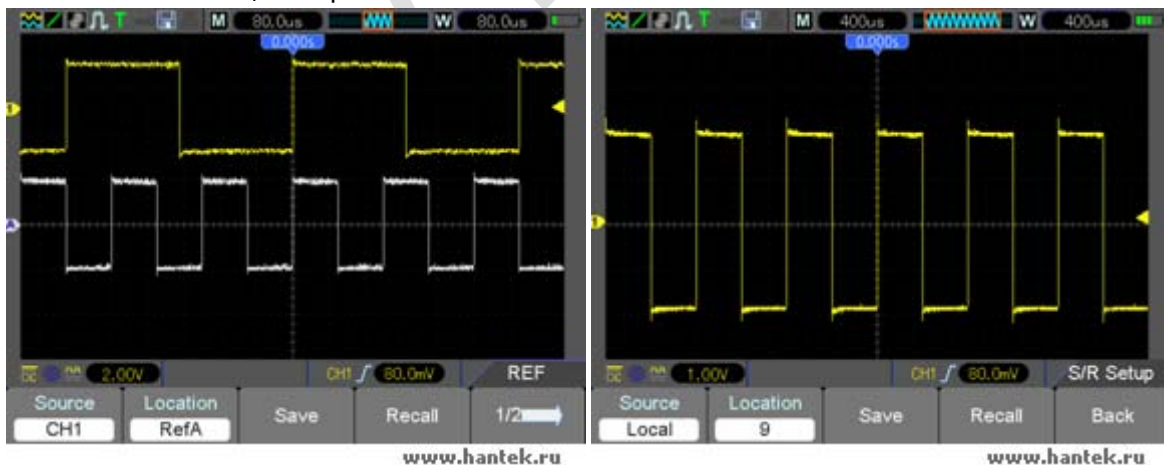 T M 80.0us W 80.0us
0.000s
1
A
2.00V CH1 80.0mV REF
Source Location Save Recall 1/2
CH1 RefA
www.hantek.ru
T M 400us W 400us
0.000s
1
1.00V CH1 80.0mV S/R Setup
Source Location Save Recall Back
Local 9
www.hantek.ru